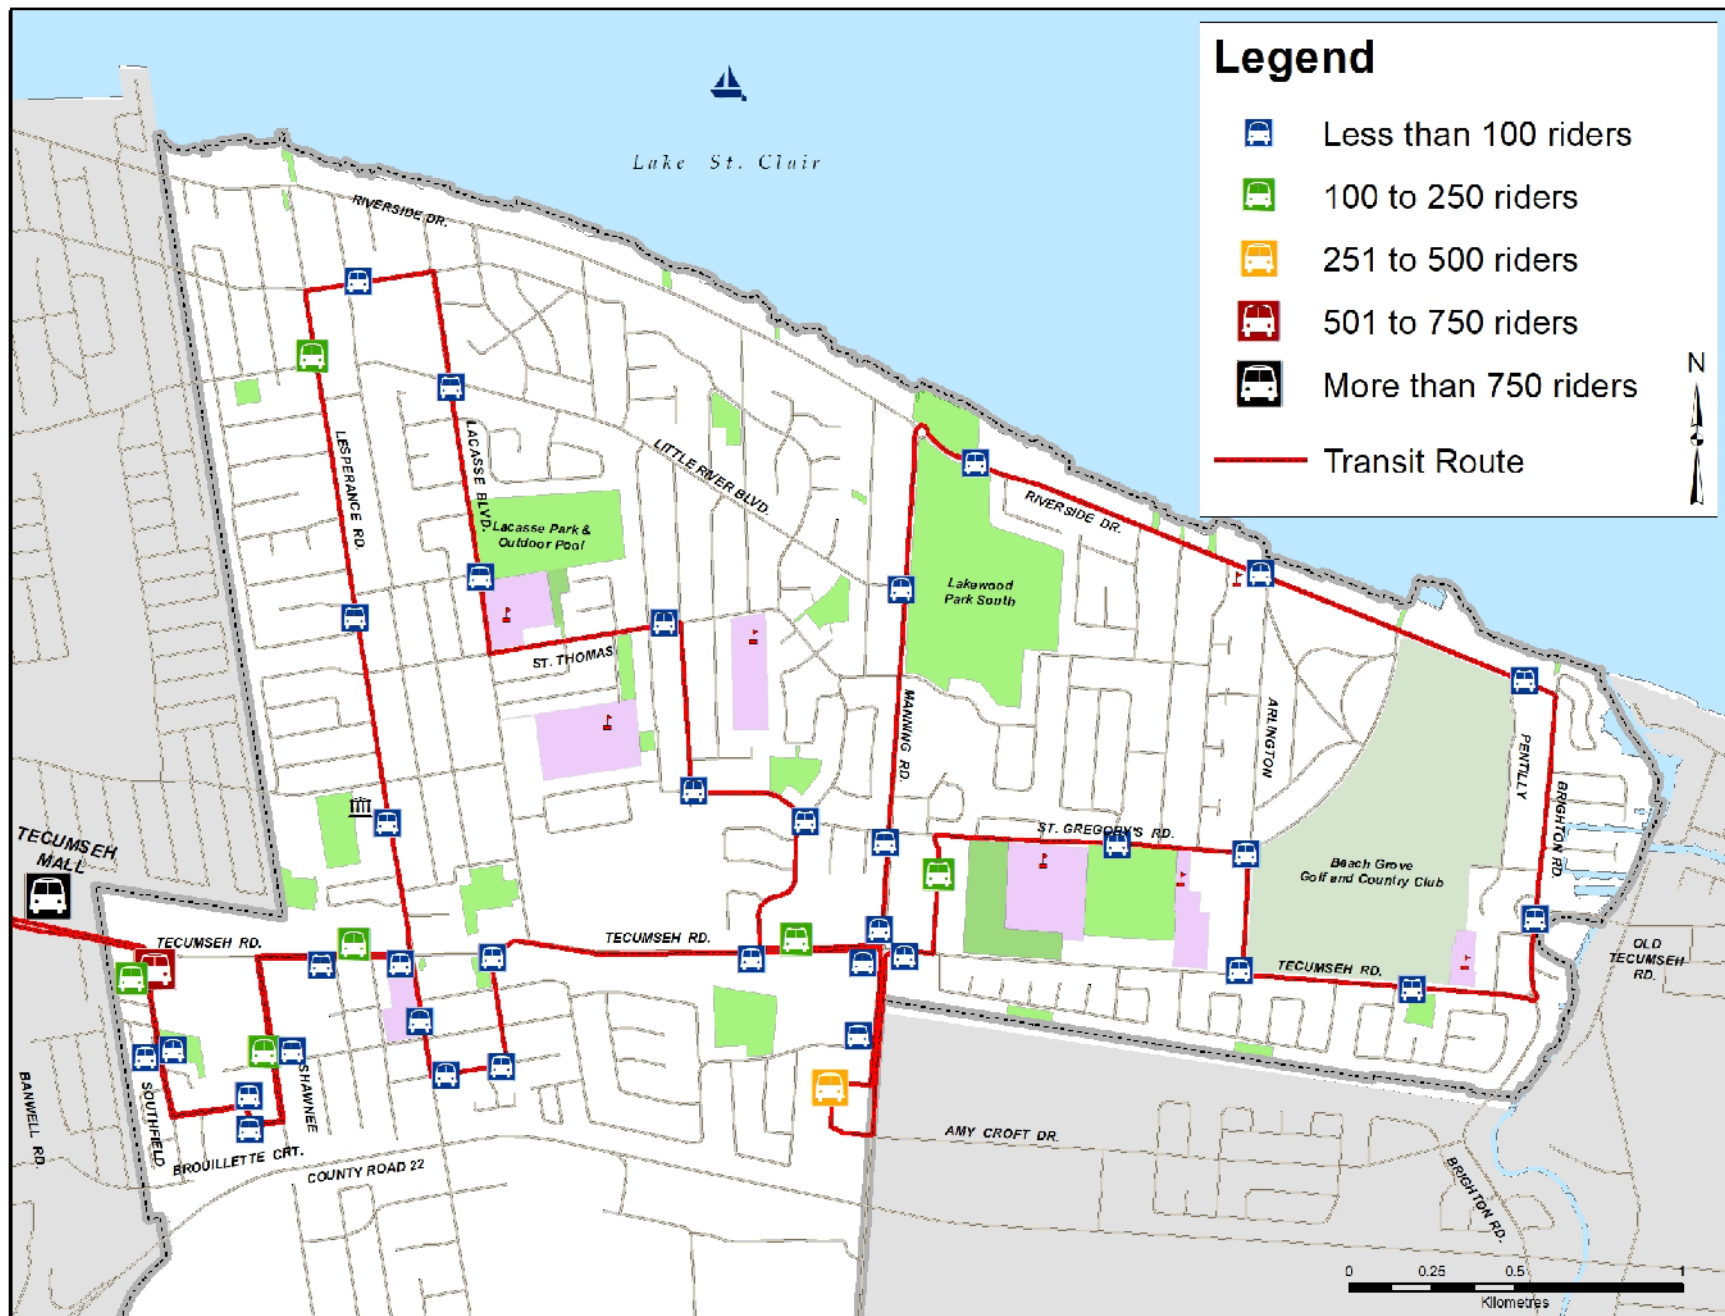 Legend
Less than 100 riders
100 to 250 riders
251 to 500 riders
501 to 750 riders
More than 750 riders
Transit Route
N
Lake St. Clair
RIVERSIDE DR.
LESPERANCE RD.
LACASSE BLVD.
LITTLE RIVER BLVD.
Lacasse Park &
Outdoor Pool
RIVERSIDE DR.
Lakewood
Park South
ST. THOMAS
MANNING RD.
ARLINGTON
PENTILLY
BRIGHTON RD.
ST. GREGORY'S RD.
Beach Grove
Golf and Country Club
TECUMSEH
MALL
TECUMSEH RD.
TECUMSEH RD.
TECUMSEH RD.
OLD
TECUMSEH
RD.
BANWELL RD.
SOUTHFIELD
SHAWNEE
BROUILLETTE CRT.
COUNTY ROAD 22
AMY CROFT DR.
BRIGHTON RD.
0 0.25 0.5 1
Kilometres